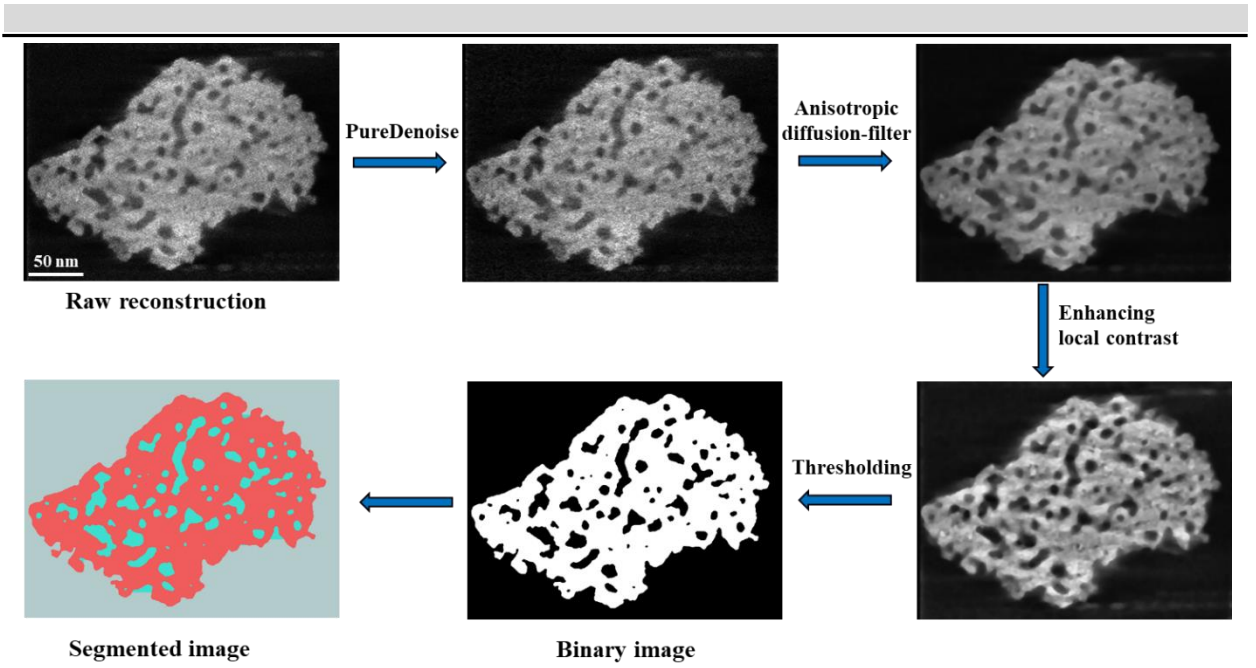 PureDenoise
Anisotropic
diffusion-filter
50 nm
Raw reconstruction
Enhancing
local contrast
Thresholding
Segmented image
Binary image